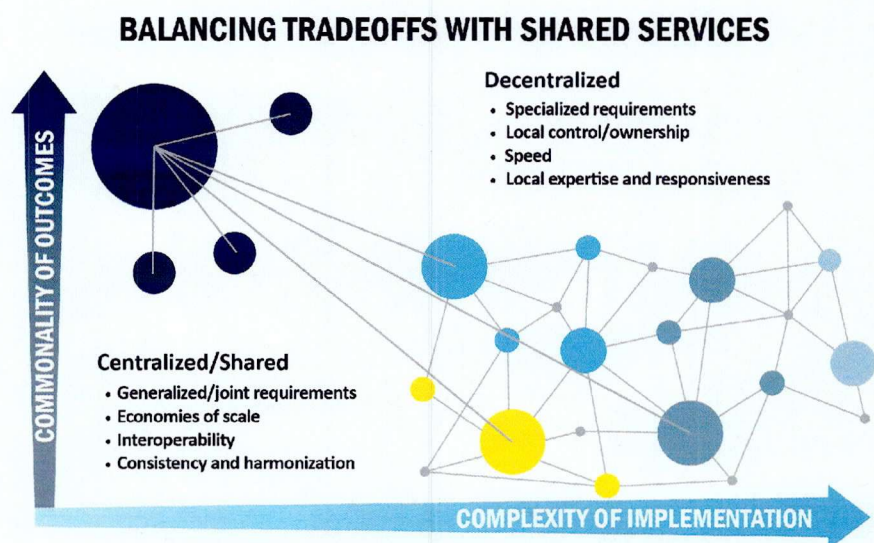 BALANCING TRADEOFFS WITH SHARED SERVICES
COMMONALITY OF OUTCOMES
Decentralized
• Specialized requirements
• Local control/ownership
• Speed
• Local expertise and responsiveness
Centralized/Shared
• Generalized/joint requirements
• Economies of scale
• Interoperability
• Consistency and harmonization
COMPLEXITY OF IMPLEMENTATION